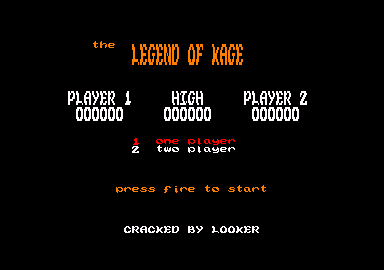 the
LEGEND OF KAGE
PLAYER 1 HIGH PLAYER 2
000000 000000 000000
1 one player
2 two player
press fire to start
CRACKED BY LOOKER